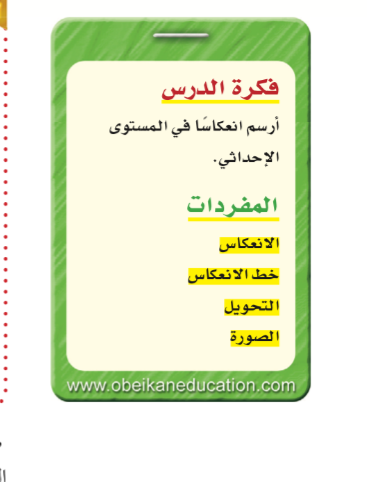 فكرة الدرس
أرسم انعكاسًا في المستوى
الإحداثي.
المفردات
الانعكاس
خط الانعكاس
التحويل
الصورة
www.obeikaneducation.com